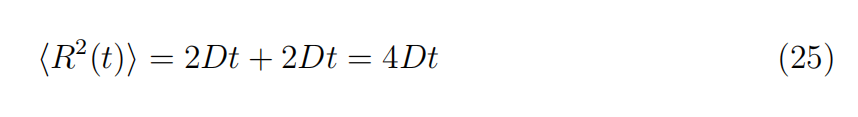 ⟨R²(t)⟩ = 2Dt + 2Dt = 4Dt (25)